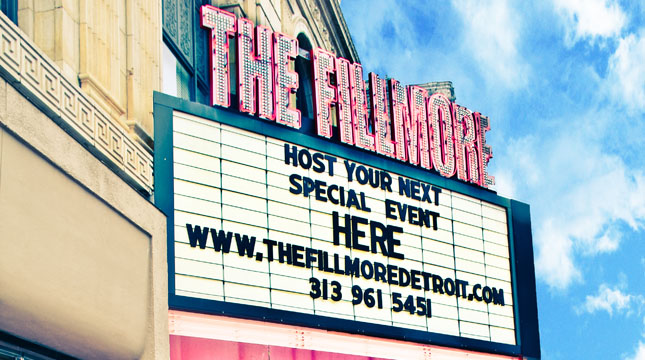 THE FILLMORE
HOST YOUR NEXT
SPECIAL EVENT
HERE
WWW.THEFILLMOREDETROIT.COM
313 961 5451